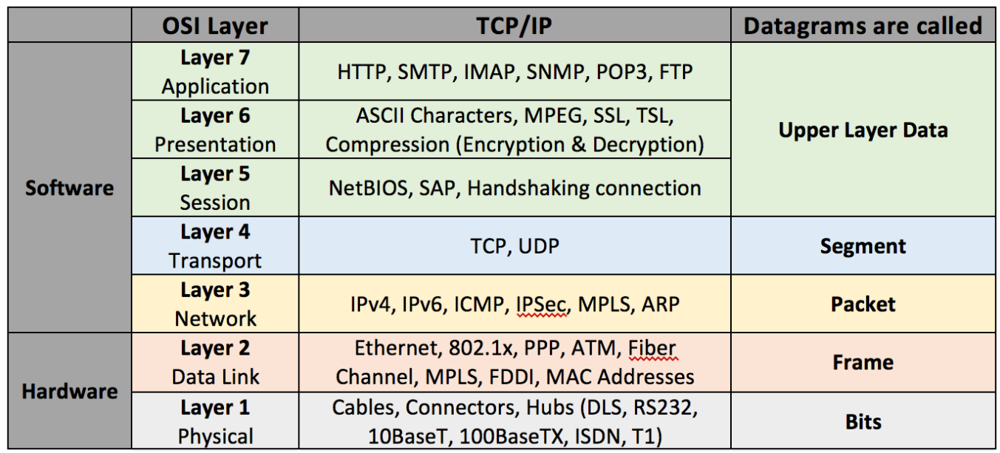 OSI Layer
TCP/IP
Datagrams are called
Software
Layer 7
Application
HTTP, SMTP, IMAP, SNMP, POP3, FTP
Upper Layer Data
Layer 6
Presentation
ASCII Characters, MPEG, SSL, TSL,
Compression (Encryption & Decryption)
Layer 5
Session
NetBIOS, SAP, Handshaking connection
Layer 4
Transport
TCP, UDP
Segment
Layer 3
Network
IPv4, IPv6, ICMP, IPSec, MPLS, ARP
Packet
Hardware
Layer 2
Data Link
Ethernet, 802.1x, PPP, ATM, Fiber
Channel, MPLS, FDDI, MAC Addresses
Frame
Layer 1
Physical
Cables, Connectors, Hubs (DLS, RS232,
10BaseT, 100BaseTX, ISDN, T1)
Bits